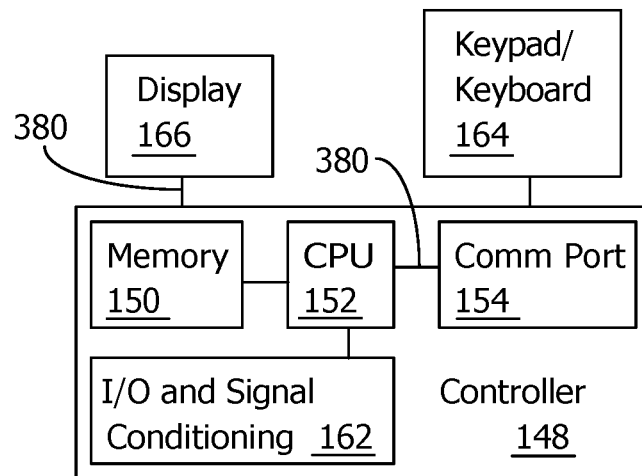 Keypad/
Keyboard
164
Display
166
380
380
Memory
150
CPU
152
Comm Port
154
I/O and Signal
Conditioning 162
Controller
148